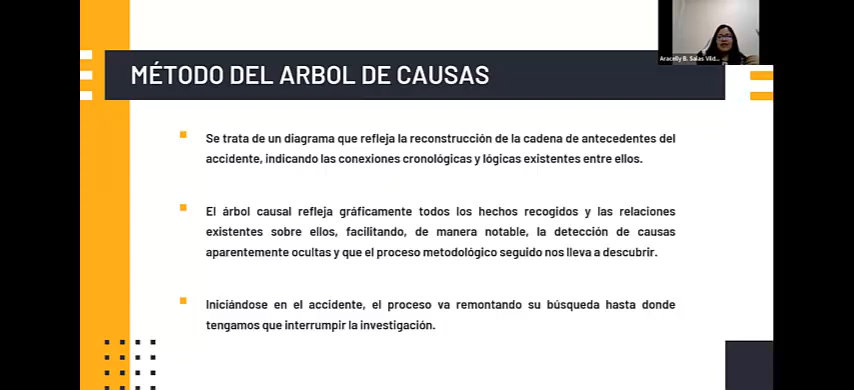 Aracelly B. Salas Vild...
MÉTODO DEL ARBOL DE CAUSAS
Se trata de un diagrama que refleja la reconstrucción de la cadena de antecedentes del
accidente, indicando las conexiones cronológicas y lógicas existentes entre ellos.
El árbol causal refleja gráficamente todos los hechos recogidos y las relaciones
existentes sobre ellos, facilitando, de manera notable, la detección de causas
aparentemente ocultas y que el proceso metodológico seguido nos lleva a descubrir.
Iniciándose en el accidente, el proceso va remontando su búsqueda hasta donde
tengamos que interrumpir la investigación.